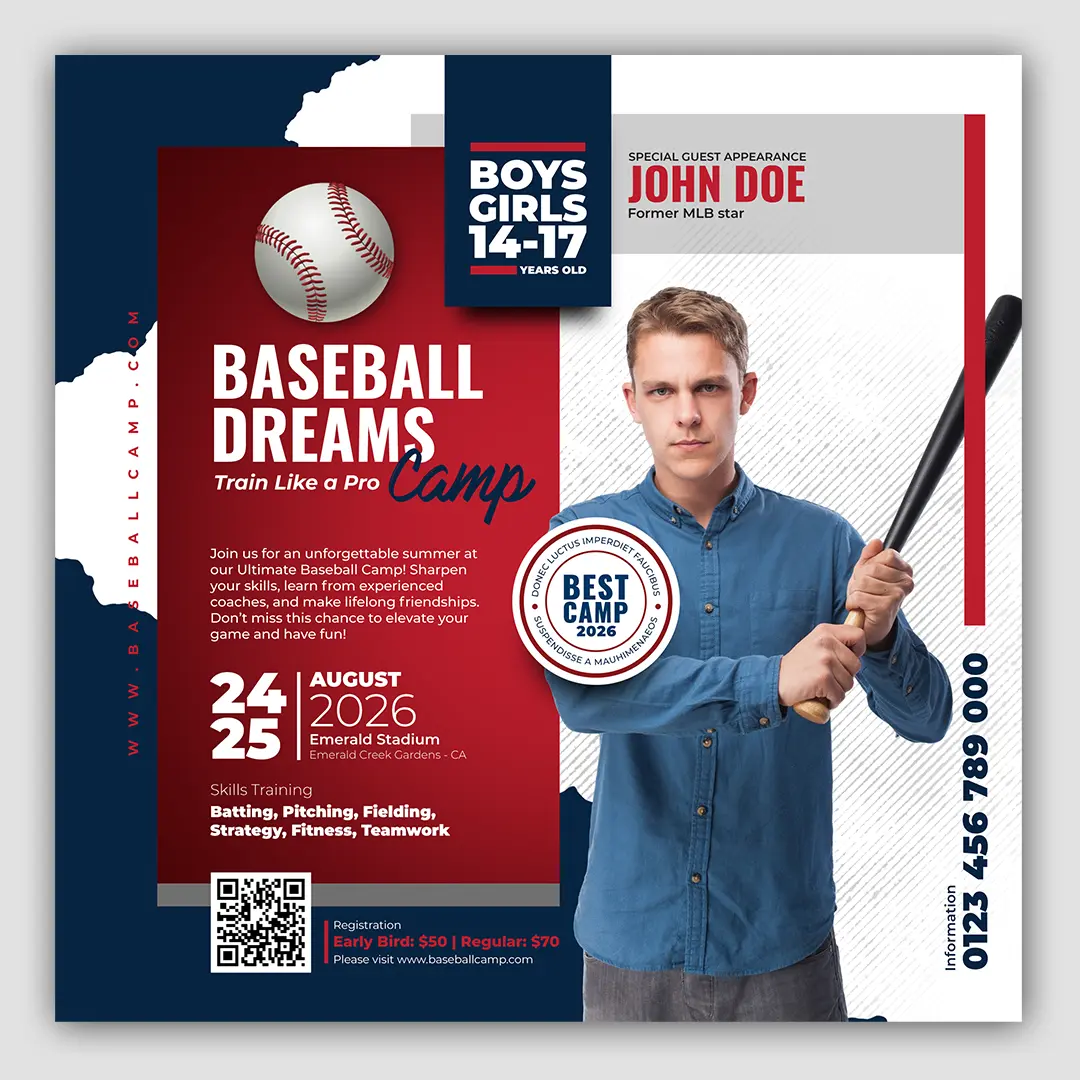 BOYS
GIRLS
14-17
YEARS OLD
SPECIAL GUEST APPEARANCE
JOHN DOE
Former MLB star
BASEBALL
DREAMS
Train Like a Pro
Camp
Join us for an unforgettable summer at
our Ultimate Baseball Camp! Sharpen
your skills, learn from experienced
coaches, and make lifelong friendships.
Don't miss this chance to elevate your
game and have fun!
24
25
AUGUST
2026
Emerald Stadium
Emerald Creek Gardens - CA
Skills Training
Batting, Pitching, Fielding,
Strategy, Fitness, Teamwork
Registration
Early Bird: $50 | Regular: $70
Please visit www.baseballcamp.com
WWW.BASEBALLCAMP.COM
DONEC LUCTUS IMPERDIET FAUCIBUS
BEST
CAMP
2026
SUSPENDISSE A MAUHIMENAEOS
Information
0123 456 789 000